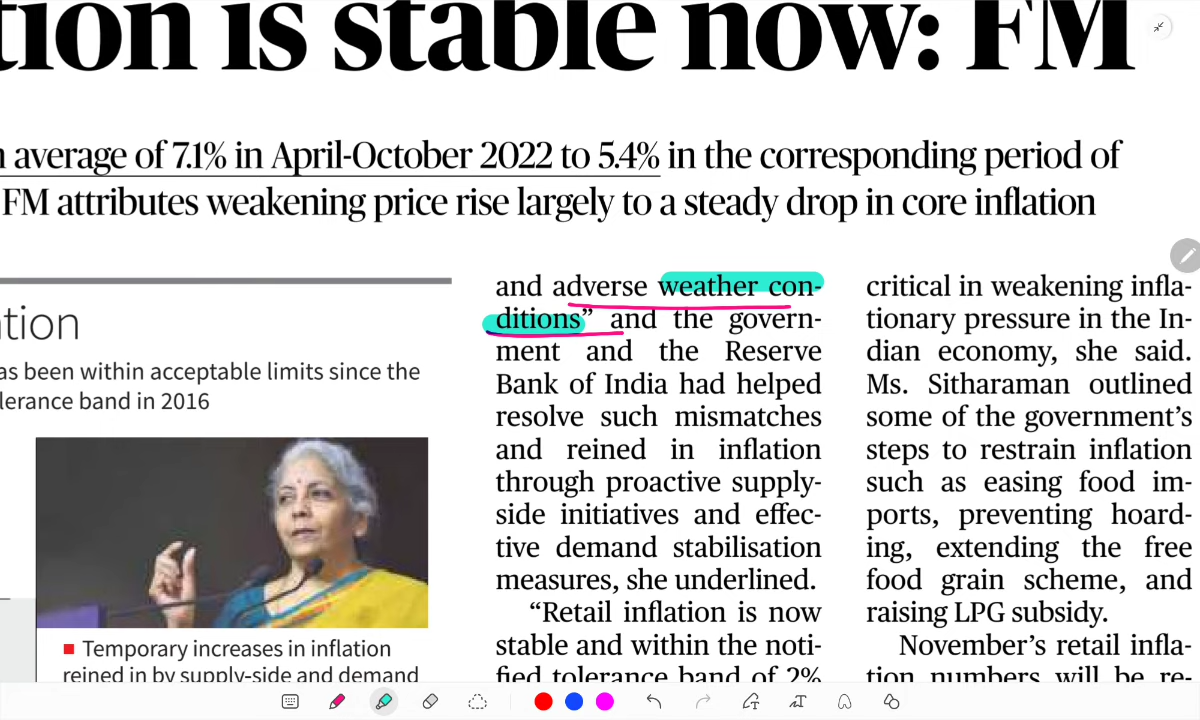 tion is stable now: FM
average of 7.1% in April-October 2022 to 5.4% in the corresponding period of
FM attributes weakening price rise largely to a steady drop in core inflation
tion
as been within acceptable limits since the
lerance band in 2016
Temporary increases in inflation
reined in by supply-side and demand
and adverse weather con-
ditions” and the govern-
ment and the Reserve
Bank of India had helped
resolve such mismatches
and reined in inflation
through proactive supply-
side initiatives and effec-
tive demand stabilisation
measures, she underlined.
“Retail inflation is now
stable and within the noti-
fied tolerance band of 2%
critical in weakening infla-
tionary pressure in the In-
dian economy, she said.
Ms. Sitharaman outlined
some of the government’s
steps to restrain inflation
such as easing food im-
ports, preventing hoard-
ing, extending the free
food grain scheme, and
raising LPG subsidy.
November’s retail infla-
tion numbers will be re-